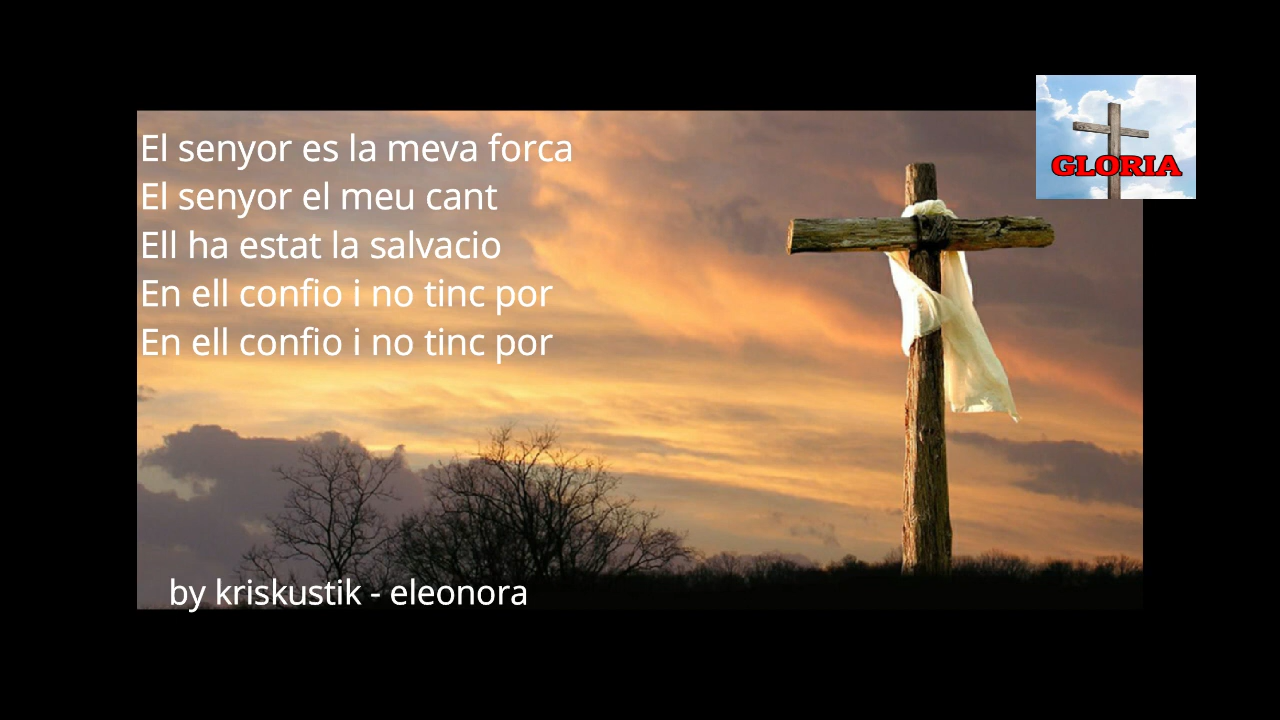 El senyor es la meva forca
El senyor el meu cant
Ell ha estat la salvacio
En ell confio i no tinc por
En ell confio i no tinc por
by kriskustik - eleonora
GLORIA